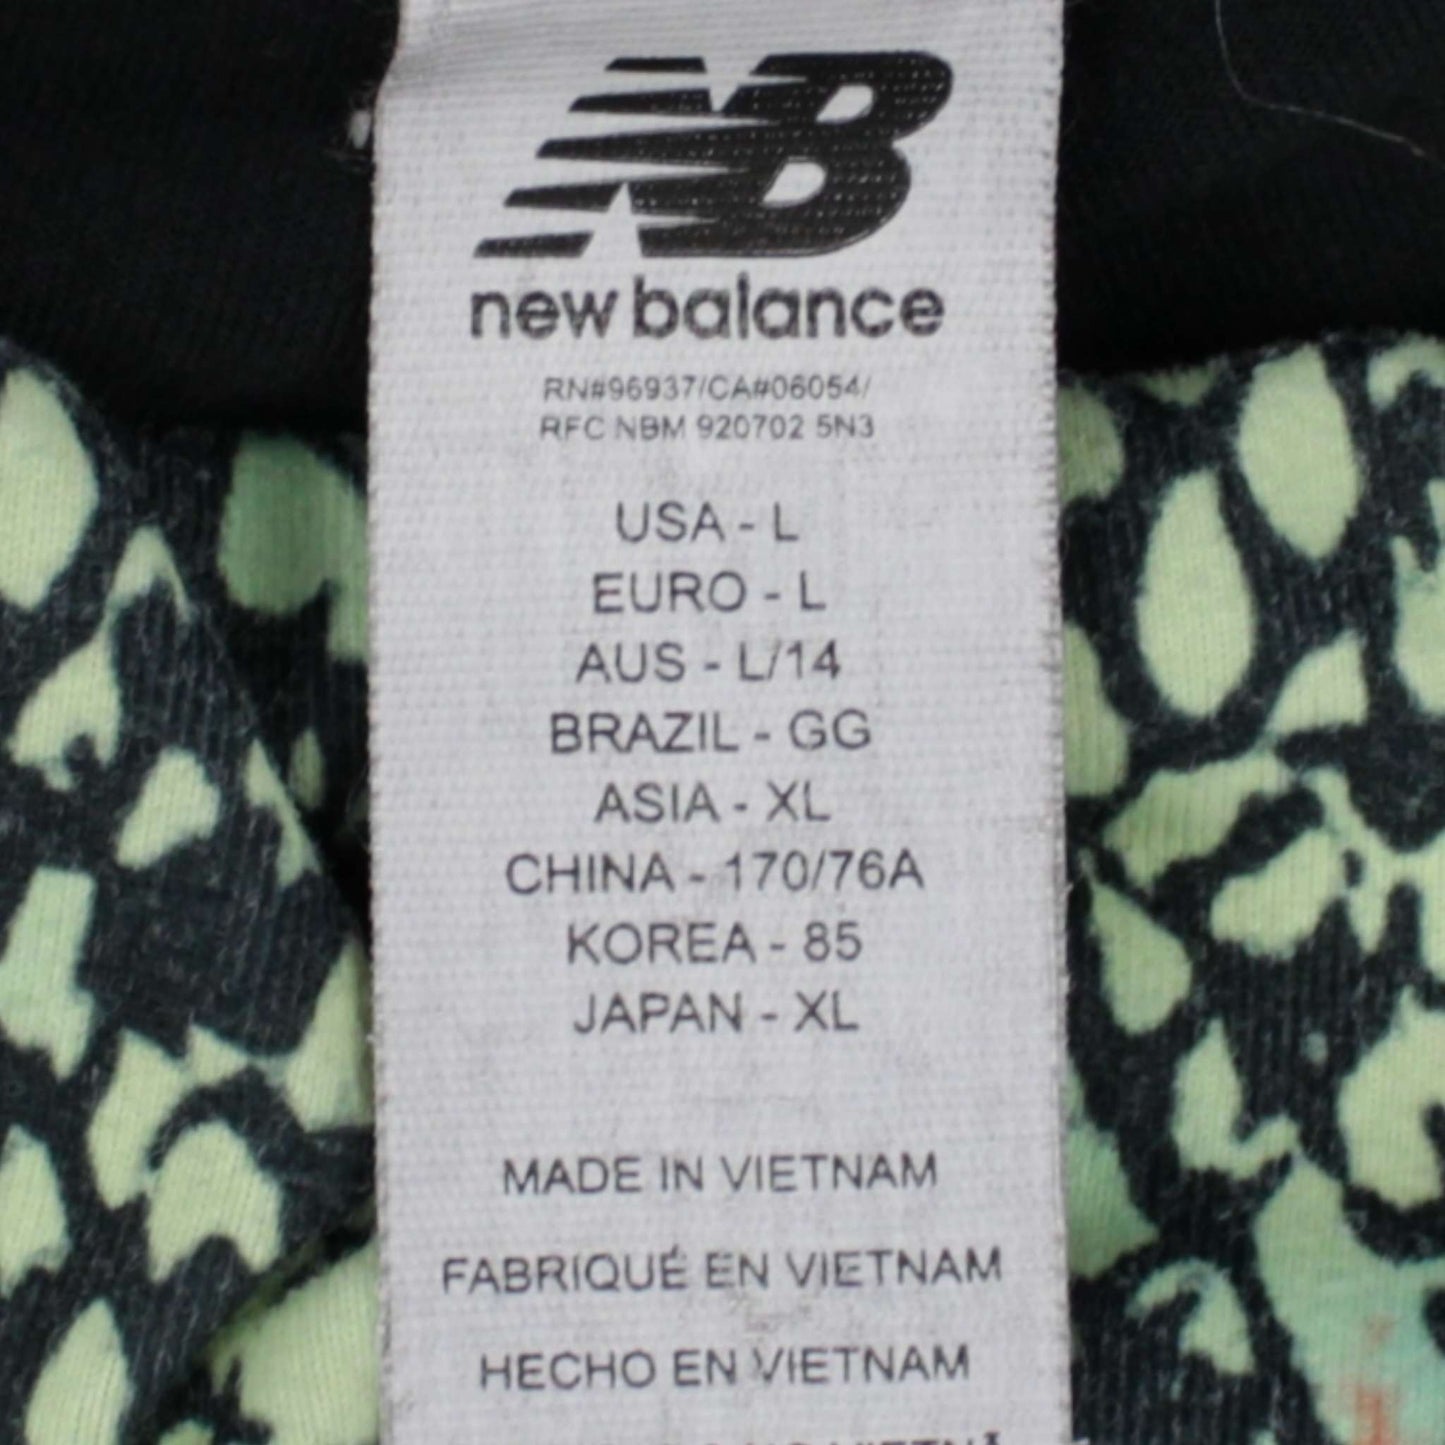 NB
new balance
RN#96937/CA#06054/
RFC NBM 920702 5N3
USA - L
EURO - L
AUS - L/14
BRAZIL - GG
ASIA - XL
CHINA - 170/76A
KOREA - 85
JAPAN - XL
MADE IN VIETNAM
FABRIQUÉ EN VIETNAM
HECHO EN VIETNAM